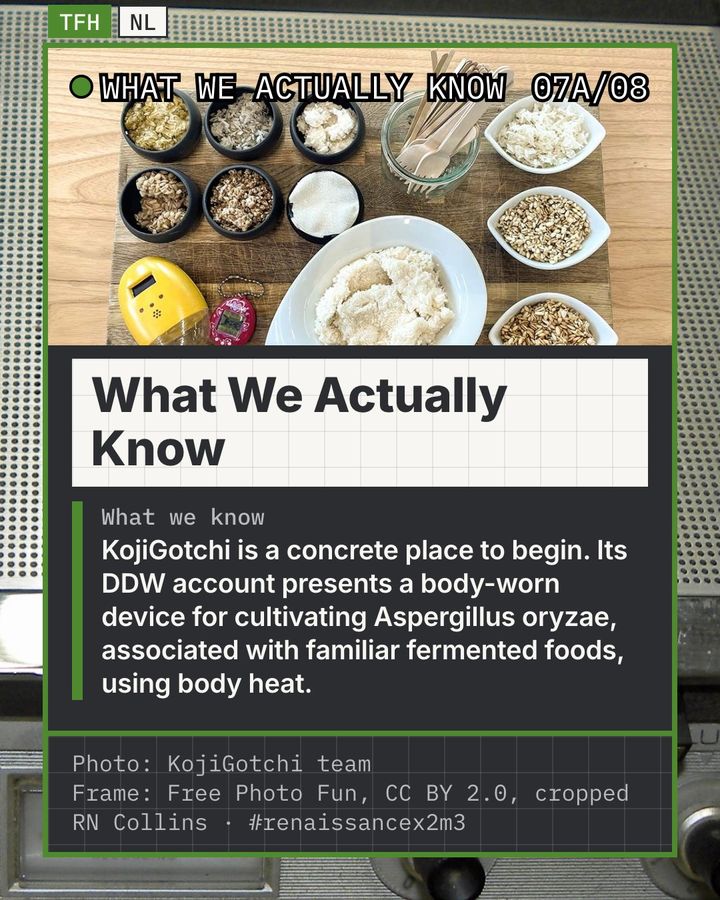 TFH NL
WHAT WE ACTUALLY KNOW 07A/08
What We Actually
Know
What we know
KojiGotchi is a concrete place to begin. Its
DDW account presents a body-worn
device for cultivating Aspergillus oryzae,
associated with familiar fermented foods,
using body heat.
Photo: KojiGotchi team
Frame: Free Photo Fun, CC BY 2.0, cropped
RN Collins · #renaissancex2m3